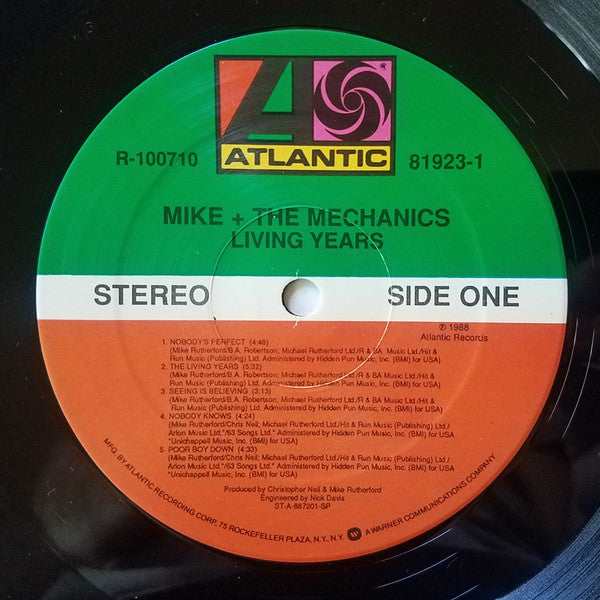 R-100710
ATLANTIC
81923-1
MIKE + THE MECHANICS
LIVING YEARS
STEREO
SIDE ONE
℗ 1988
Atlantic Records
1. NOBODY'S PERFECT (4:48)
(Mike Rutherford/B.A. Robertson; Michael Rutherford Ltd./R & BA Music Ltd./Hit &
Run Music (Publishing) Ltd. Administered by Hidden Pun Music, Inc. (BMI) for USA)
2. THE LIVING YEARS (5:32)
(Mike Rutherford/B.A. Robertson; Michael Rutherford Ltd./R & BA Music Ltd./Hit &
Run Music (Publishing) Ltd. Administered by Hidden Pun Music, Inc. (BMI) for USA)
3. SEEING IS BELIEVING (3:13)
(Mike Rutherford/B.A. Robertson; Michael Rutherford Ltd./R & BA Music Ltd./Hit &
Run Music (Publishing) Ltd. Administered by Hidden Pun Music, Inc. (BMI) for USA)
4. NOBODY KNOWS (4:24)
(Mike Rutherford/Chris Neil; Michael Rutherford Ltd./Hit & Run Music (Publishing) Ltd./
Arlon Music Ltd.*/63 Songs Ltd.* Administered by Hidden Pun Music, Inc. (BMI) for USA
*Unichappell Music (BMI) for USA)
5. POOR BOY DOWN (4:33)
(Mike Rutherford/Chris Neil; Michael Rutherford Ltd./Hit & Run Music (Publishing) Ltd./
Arlon Music Ltd.*/63 Songs Ltd.* Administered by Hidden Pun Music, Inc. (BMI) for USA
*Unichappell Music (BMI) for USA)
Produced by Christopher Neil & Mike Rutherford
Engineered by Nick Davis
ST-A-887201-SP
MFG. BY ATLANTIC RECORDING CORP. 75 ROCKEFELLER PLAZA, N.Y., N.Y. A WARNER COMMUNICATIONS COMPANY